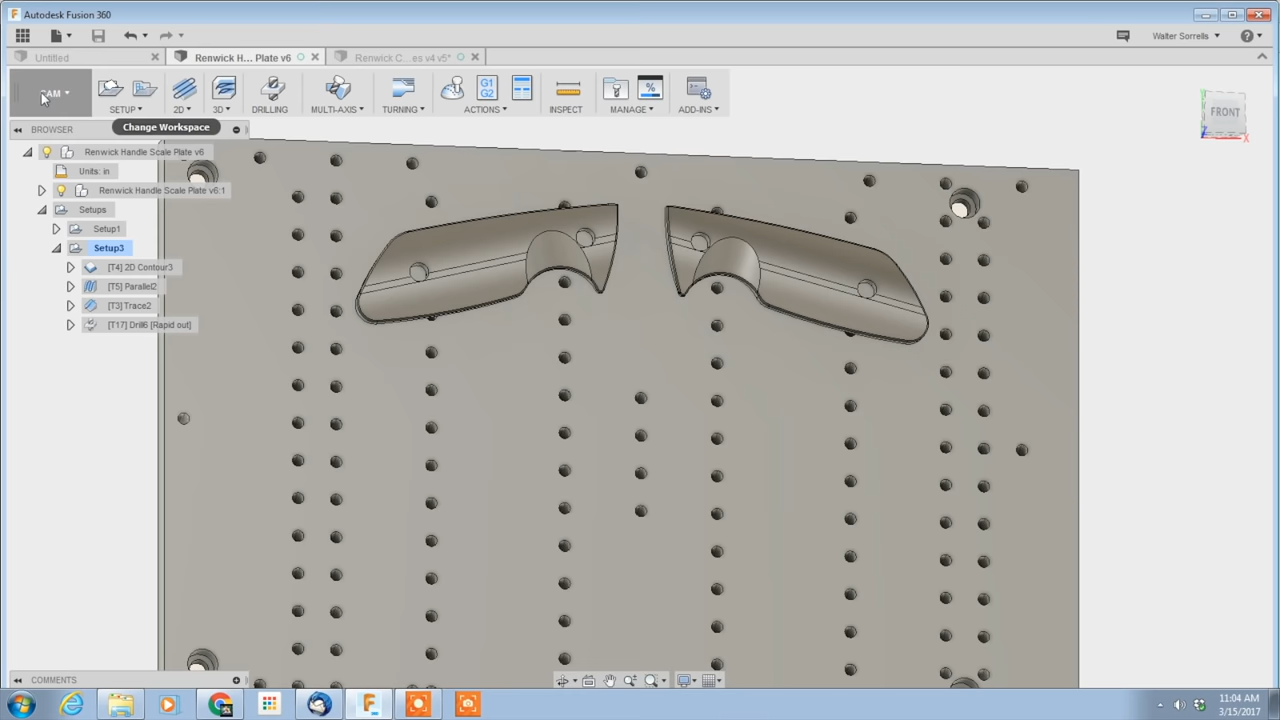 Autodesk Fusion 360
Walter Sorrells
Untitled
Renwick H... Plate v6
Renwick C...es v4 v5*
SETUP
2D
3D
DRILLING
MULTI-AXIS
TURNING
G1
G2
ACTIONS
INSPECT
MANAGE
ADD-INS
FRONT
Change Workspace
BROWSER
Renwick Handle Scale Plate v6
Units: in
Renwick Handle Scale Plate v6:1
Setups
Setup1
Setup3
[T4] 2D Contour3
[T5] Parallel2
[T3] Trace2
[T17] Drill6 [Rapid out]
COMMENTS
11:04 AM
3/15/2017